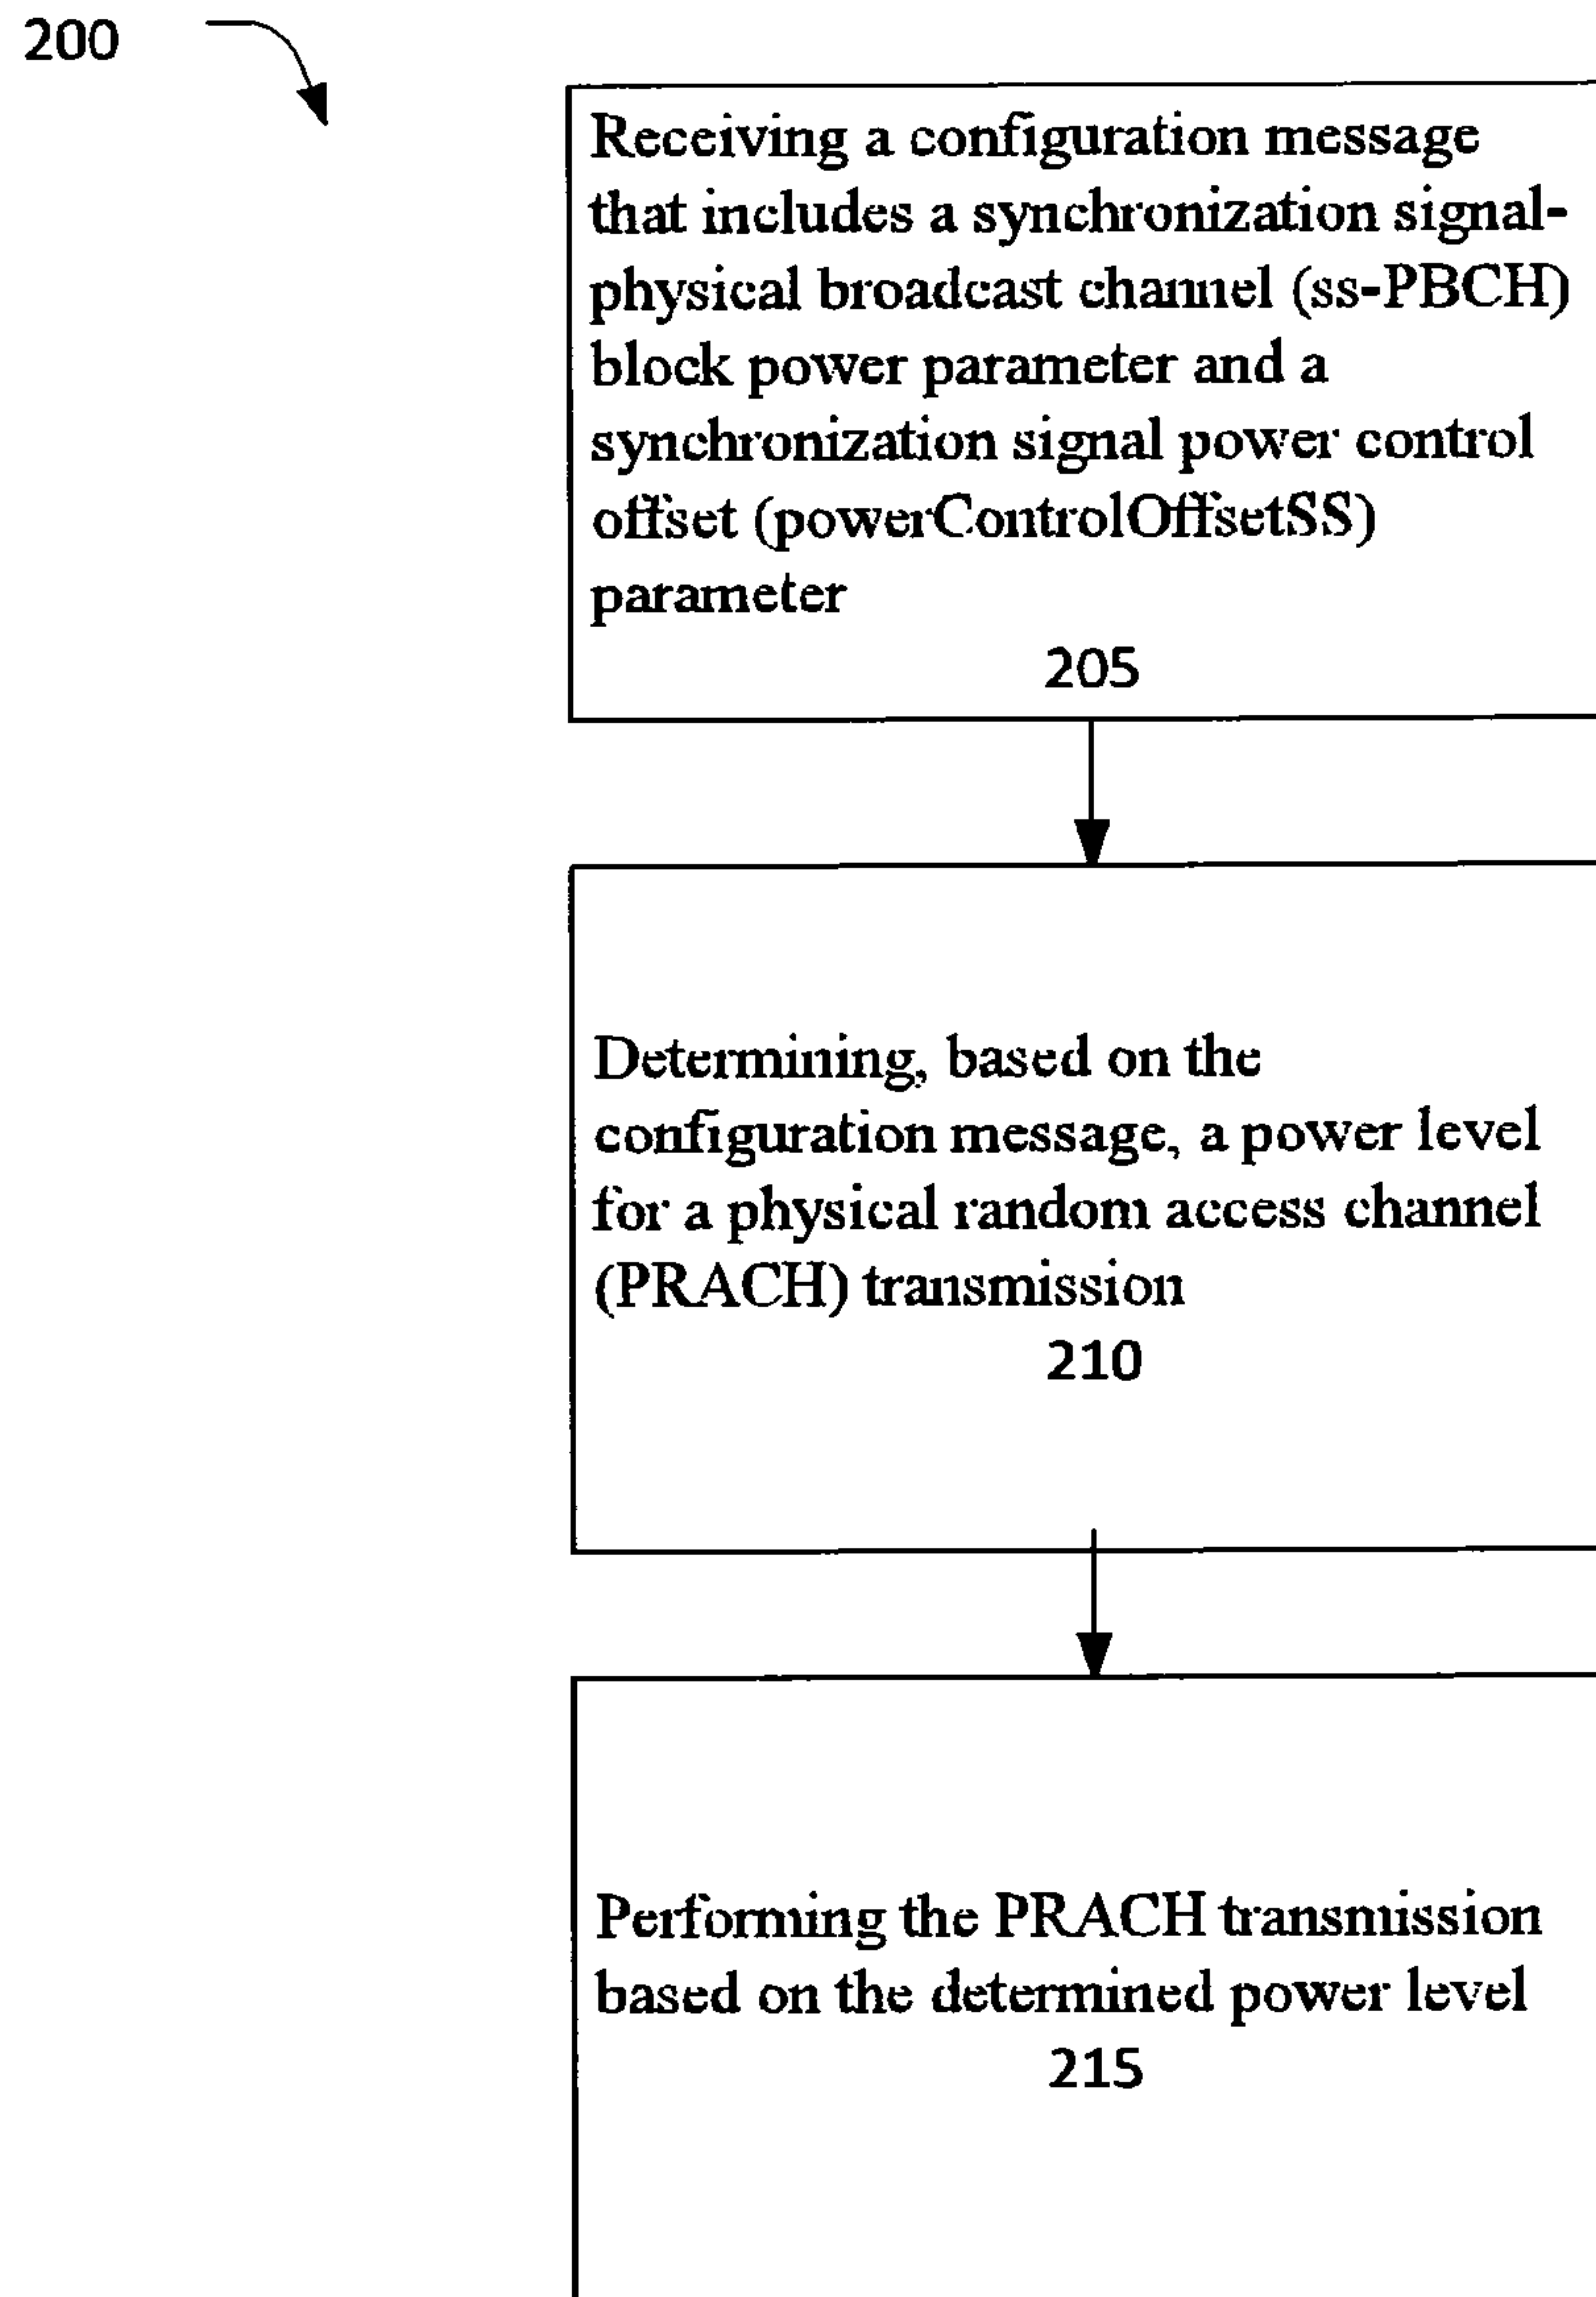 200
Receiving a configuration message
that includes a synchronization signal-
physical broadcast channel (ss-PBCH)
block power parameter and a
synchronization signal power control
offset (powerControlOffsetSS)
parameter
205
Determining, based on the
configuration message, a power level
for a physical random access channel
(PRACH) transmission
210
Performing the PRACH transmission
based on the determined power level
215